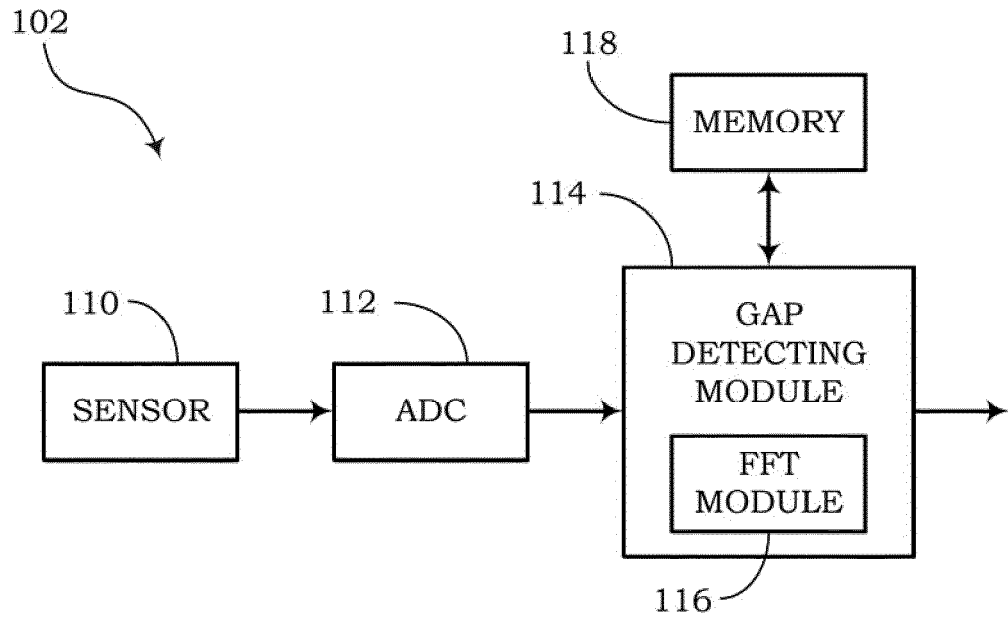 102
118
MEMORY
114
110
112
SENSOR
ADC
GAP
DETECTING
MODULE
FFT
MODULE
116